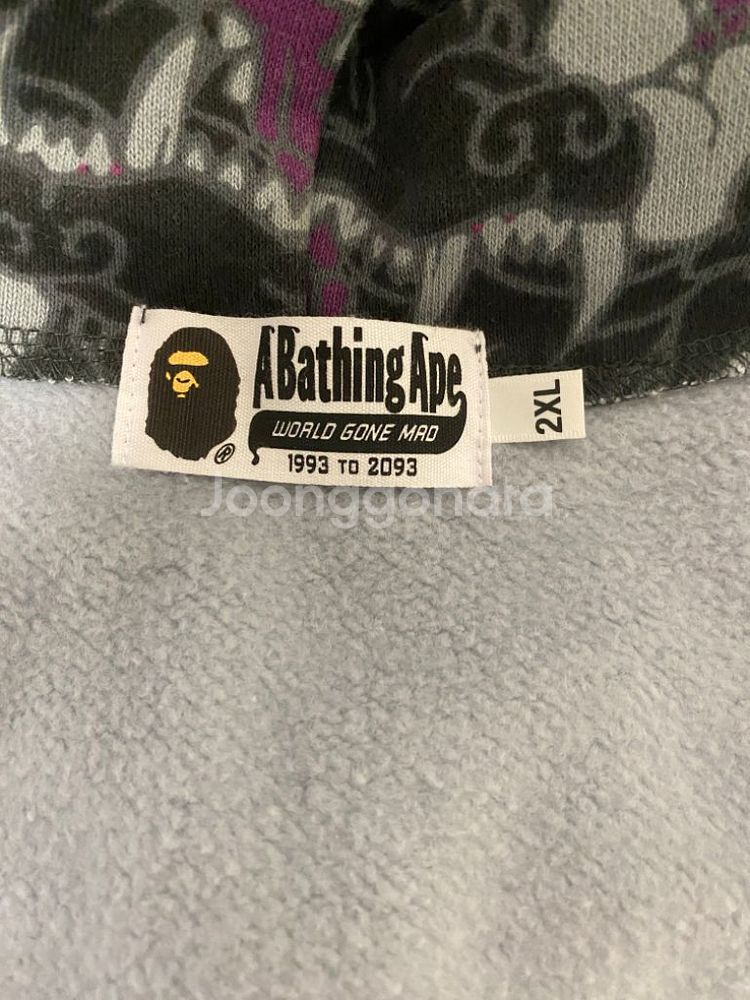 A Bathing Ape
WORLD GONE MAD
1993 TO 2093
®
2XL
Joonggonara